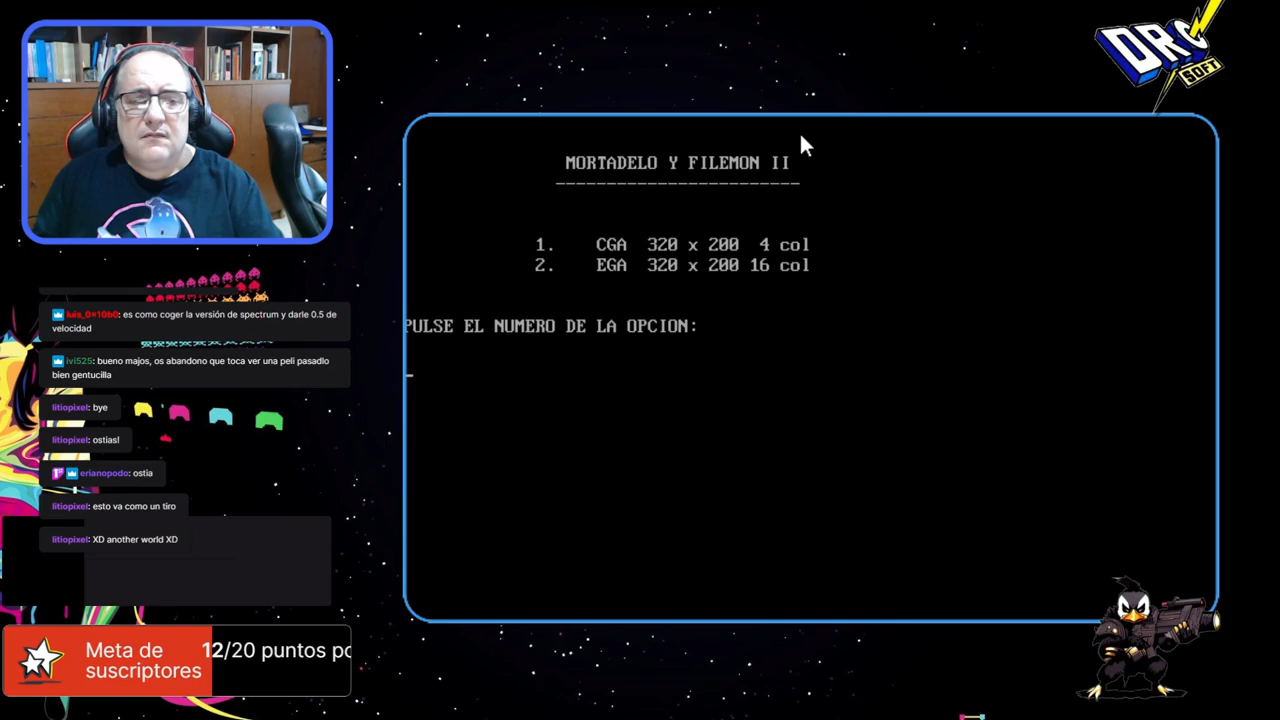 DRC
SOFT
MORTADELO Y FILEMON II
------------------------
1. CGA 320 x 200 4 col
2. EGA 320 x 200 16 col
PULSE EL NUMERO DE LA OPCION:
luis_0x10b0: es como coger la versión de spectrum y darle 0.5 de
velocidad
ivi525: bueno majos, os abandono que toca ver una peli pasadlo
bien gentucilla
litiopixel: bye
litiopixel: ostias!
erianopodo: ostia
litiopixel: esto va como un tiro
litiopixel: XD another world XD
Meta de
suscriptores
12/20 puntos